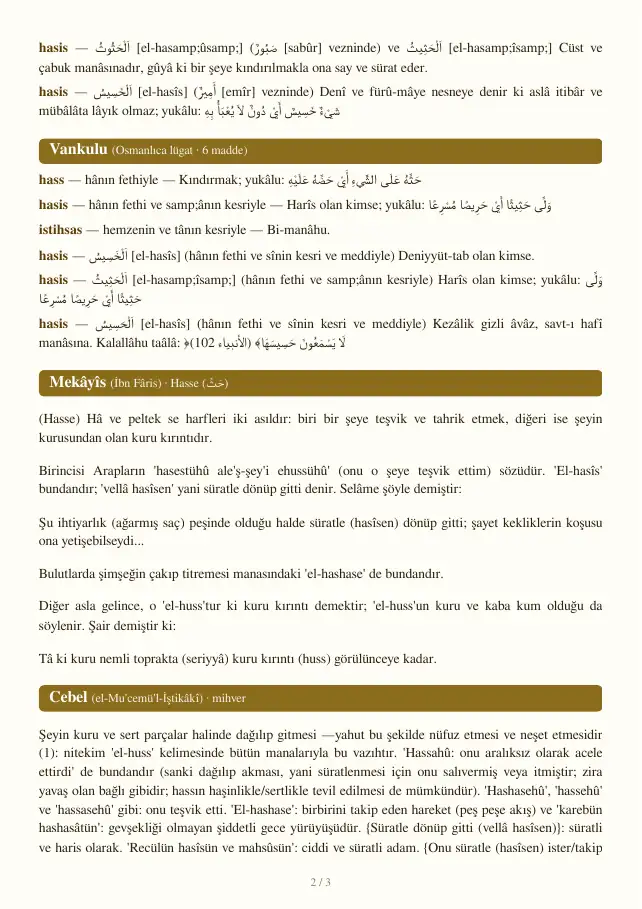 hasis — اَلْحَثُوثُ [el-hasamp;ûsamp;] (صَبُورٌ [sabûr] vezninde) ve اَلْحَثِيثُ [el-hasamp;îsamp;] Cüst ve
çabuk manâsınadır, gûyâ ki bir şeye kındırılmakla ona say ve sürat eder.
hasis — اَلْخَسِيسُ [el-hasîs] (أَمِيرٌ [emîr] vezninde) Denî ve fürû-mâye nesneye denir ki aslâ itibâr ve
mübâlâta lâyık olmaz; yukâlu: شَيْءٌ خَسِيسٌ أَيْ دُونٌ لاَ يُعْبَأُ بِهِ
Vankulu (Osmanlıca lügat · 6 madde)
hass — hânın fethiyle — Kındırmak; yukâlu: حَثَّهُ عَلَى الشَّيْءِ أَيْ حَضَّهُ عَلَيْهِ
hasis — hânın fethi ve samp;ânın kesriyle — Harîs olan kimse; yukâlu: وَلَّى حَثِيثًا أَيْ حَرِيصًا مُسْرِعًا
istihsas — hemzenin ve tânın kesriyle — Bi-manâhu.
hasis — اَلْخَسِيسُ [el-hasîs] (hânın fethi ve sînin kesri ve meddiyle) Deniyyüt-tab olan kimse.
hasis — اَلْحَثِيثُ [el-hasamp;îsamp;] (hânın fethi ve samp;ânın kesriyle) Harîs olan kimse; yukâlu: وَلَّى
حَثِيثًا أَيْ حَرِيصًا مُسْرِعًا
hasis — اَلْحَسِيسُ [el-hasîs] (hânın fethi ve sînin kesri ve meddiyle) Kezâlik gizli âvâz, savt-ı hafî
manâsına. Kalallâhu taâlâ: ﴿لَا يَسْمَعُونَ حَسِيسَهَا﴾ (الأنبياء 102)
Mekâyîs (İbn Fâris) · Hasse (حَثَّ)
(Hasse) Hâ ve peltek se harfleri iki asıldır: biri bir şeye teşvik ve tahrik etmek, diğeri ise şeyin
kurusundan olan kuru kırıntıdır.
Birincisi Arapların 'hasestühû ale'ş-şey'i ehussühû' (onu o şeye teşvik ettim) sözüdür. 'El-hasîs'
bundandır; 'vellâ hasîsen' yani süratle dönüp gitti denir. Selâme şöyle demiştir:
Şu ihtiyarlık (ağarmış saç) peşinde olduğu halde süratle (hasîsen) dönüp gitti; şayet kekliklerin koşusu
ona yetişebilseydi...
Bulutlarda şimşeğin çakıp titremesi manasındaki 'el-hashase' de bundandır.
Diğer asla gelince, o 'el-huss'tur ki kuru kırıntı demektir; 'el-huss'un kuru ve kaba kum olduğu da
söylenir. Şair demiştir ki:
Tâ ki kuru nemli toprakta (seriyyâ) kuru kırıntı (huss) görülünceye kadar.
Cebel (el-Mu'cemü'l-İştikâkî) · mihver
Şeyin kuru ve sert parçalar halinde dağılıp gitmesi —yahut bu şekilde nüfuz etmesi ve neşet etmesidir
(1): nitekim 'el-huss' kelimesinde bütün manalarıyla bu vazıhtır. 'Hassahû: onu aralıksız olarak acele
ettirdi' de bundandır (sanki dağılıp akması, yani süratlenmesi için onu salıvermiş veya itmiştir; zira
yavaş olan bağlı gibidir; hassın haşinlikle/sertlikle tevil edilmesi de mümkündür). 'Hashasehû', 'hassehû'
ve 'hassasehû' gibi: onu teşvik etti. 'El-hashase': birbirini takip eden hareket (peş peşe akış) ve 'karebün
hashasâtün': gevşekliği olmayan şiddetli gece yürüyüşüdür. {Süratle dönüp gitti (vellâ hasîsen)}: süratli
ve haris olarak. 'Recülün hasîsün ve mahsûsün': ciddi ve süratli adam. {Onu süratle (hasîsen) ister/takip
2 / 3